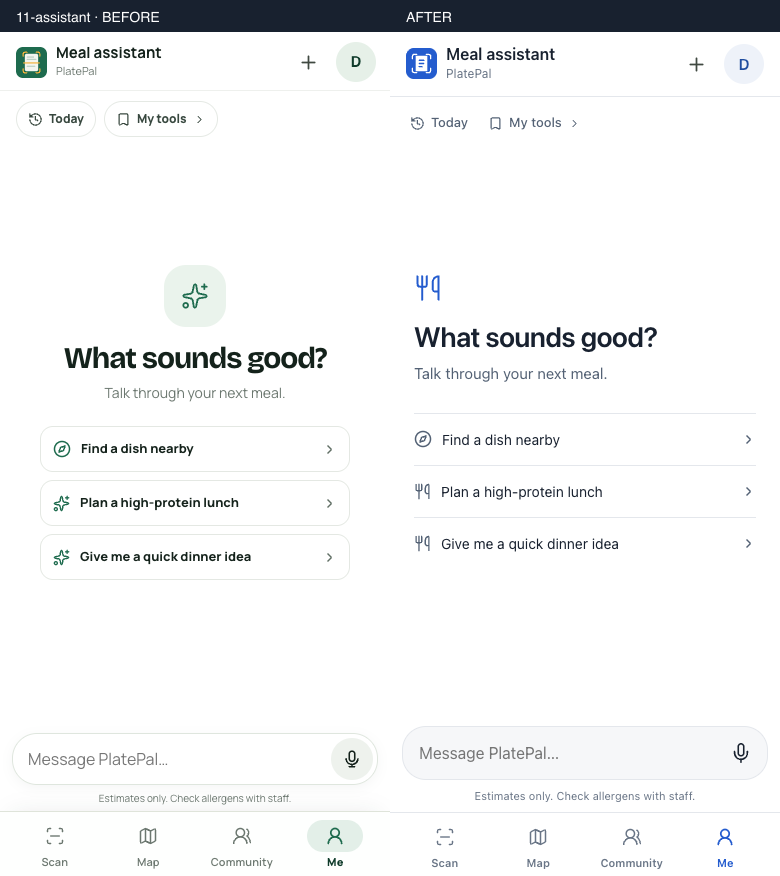 11-assistant · BEFORE
Meal assistant
PlatePal
D
Today
My tools
What sounds good?
Talk through your next meal.
Find a dish nearby
Plan a high-protein lunch
Give me a quick dinner idea
Message PlatePal...
Estimates only. Check allergens with staff.
Scan
Map
Community
Me
AFTER
Meal assistant
PlatePal
D
Today
My tools
What sounds good?
Talk through your next meal.
Find a dish nearby
Plan a high-protein lunch
Give me a quick dinner idea
Message PlatePal...
Estimates only. Check allergens with staff.
Scan
Map
Community
Me